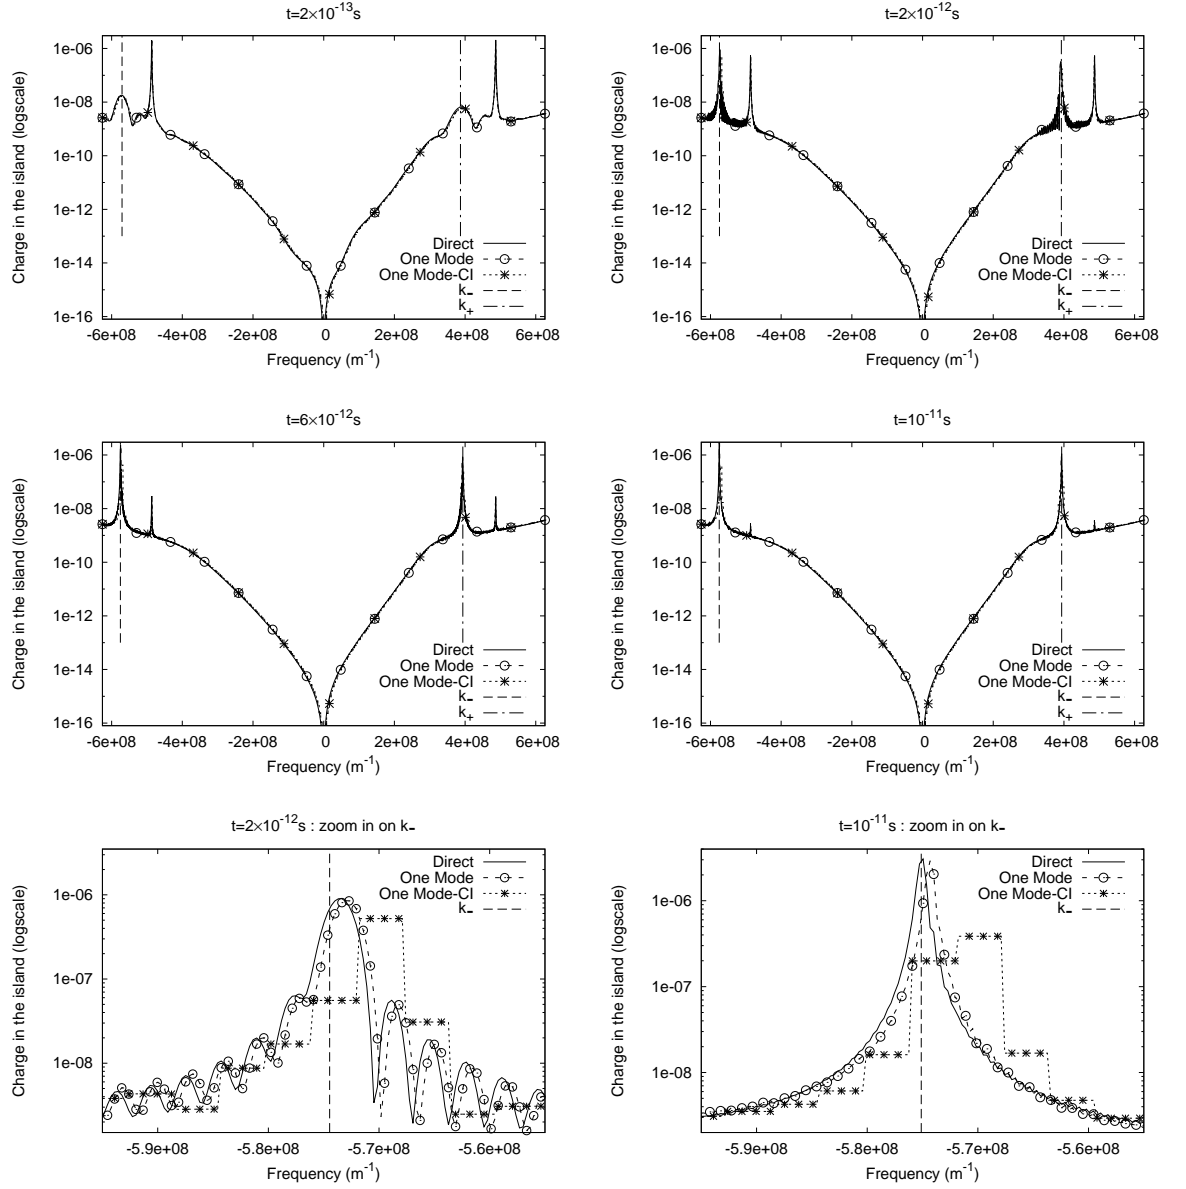 t=2×10-13s
Charge in the island (logscale)
1e-06
1e-08
1e-10
1e-12
1e-14
1e-16
-6e+08 -4e+08 -2e+08 0 2e+08 4e+08 6e+08
Frequency (m-1)
Direct
One Mode
One Mode-CI
k-
k+
t=2×10-12s
Charge in the island (logscale)
1e-06
1e-08
1e-10
1e-12
1e-14
1e-16
-6e+08 -4e+08 -2e+08 0 2e+08 4e+08 6e+08
Frequency (m-1)
Direct
One Mode
One Mode-CI
k-
k+
t=6×10-12s
Charge in the island (logscale)
1e-06
1e-08
1e-10
1e-12
1e-14
1e-16
-6e+08 -4e+08 -2e+08 0 2e+08 4e+08 6e+08
Frequency (m-1)
Direct
One Mode
One Mode-CI
k-
k+
t=10-11s
Charge in the island (logscale)
1e-06
1e-08
1e-10
1e-12
1e-14
1e-16
-6e+08 -4e+08 -2e+08 0 2e+08 4e+08 6e+08
Frequency (m-1)
Direct
One Mode
One Mode-CI
k-
k+
t=2×10-12s : zoom in on k-
Charge in the island (logscale)
1e-06
1e-07
1e-08
-5.9e+08 -5.8e+08 -5.7e+08 -5.6e+08
Frequency (m-1)
Direct
One Mode
One Mode-CI
k-
t=10-11s : zoom in on k-
Charge in the island (logscale)
1e-06
1e-07
1e-08
-5.9e+08 -5.8e+08 -5.7e+08 -5.6e+08
Frequency (m-1)
Direct
One Mode
One Mode-CI
k-